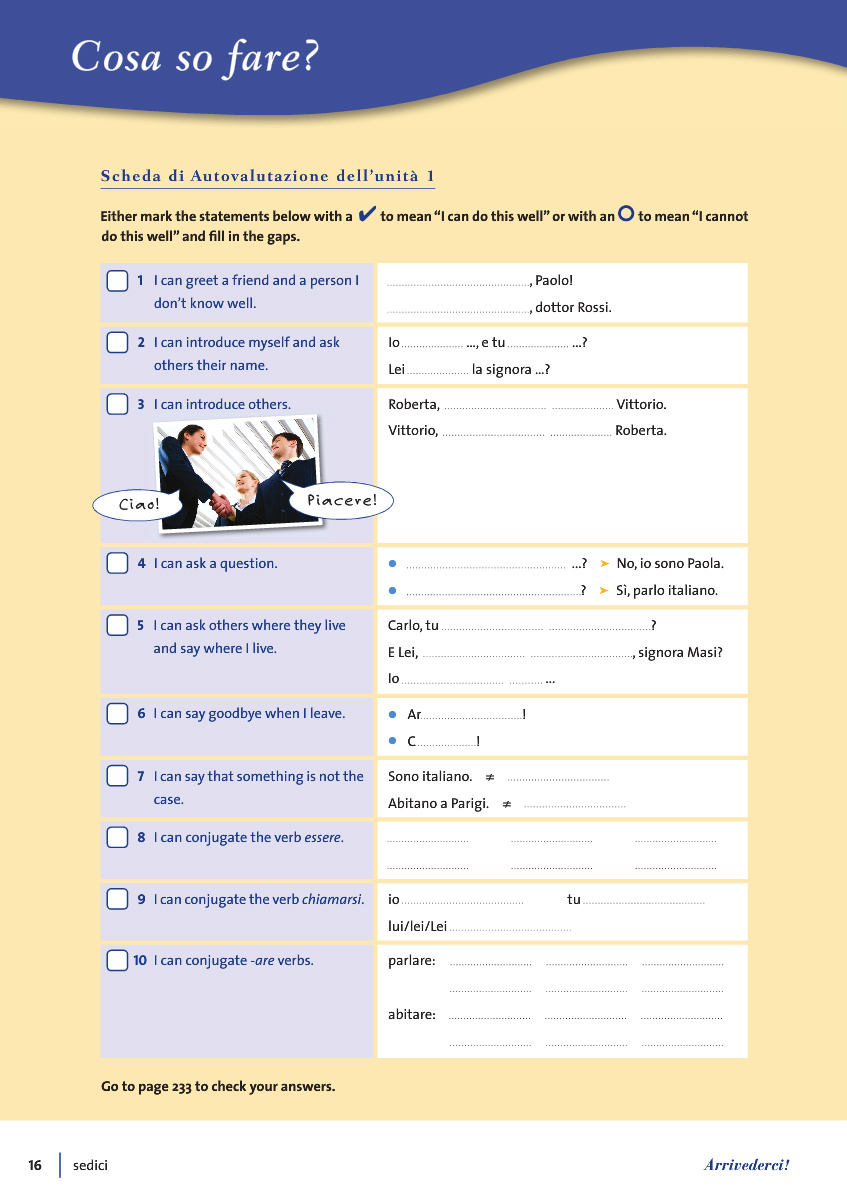 Cosa so fare?
Scheda di Autovalutazione dell'unità 1
Either mark the statements below with a ✔ to mean “I can do this well” or with an O to mean “I cannot
do this well” and fill in the gaps.
1 I can greet a friend and a person I
don't know well.
..................................., Paolo!
..................................., dottor Rossi.
2 I can introduce myself and ask
others their name.
Io ............... ..., e tu ............... ...?
Lei ............... la signora ...?
3 I can introduce others.
Roberta, ......................... ............... Vittorio.
Vittorio, ......................... ............... Roberta.
Ciao!
Piacere!
4 I can ask a question.
● ....................................... ...? ➤ No, io sono Paola.
● ...........................................? ➤ Sì, parlo italiano.
5 I can ask others where they live
and say where I live.
Carlo, tu ......................... .........................?
E Lei, ......................... ........................., signora Masi?
Io ......................... ........ ...
6 I can say goodbye when I leave.
● Ar.........................!
● C...............!
7 I can say that something is not the
case.
Sono italiano. ≠ .........................
Abitano a Parigi. ≠ .........................
8 I can conjugate the verb essere.
.................... .................... ....................
.................... .................... ....................
9 I can conjugate the verb chiamarsi.
io .............................. tu ..............................
lui/lei/Lei ..............................
10 I can conjugate -are verbs.
parlare: .................... .................... ....................
.................... .................... ....................
abitare: .................... .................... ....................
.................... .................... ....................
Go to page 233 to check your answers.
16 sedici
Arrivederci!